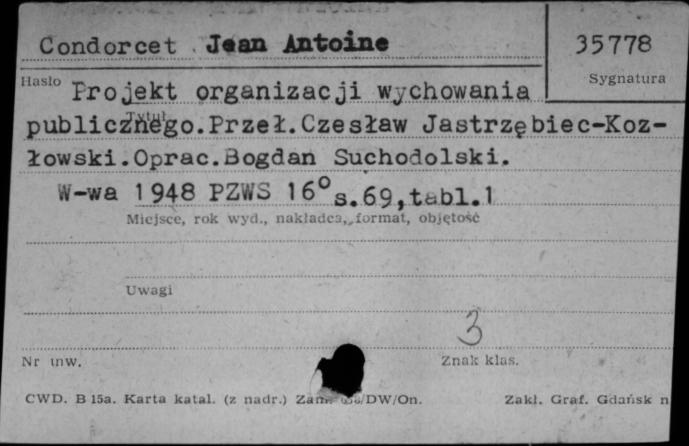 Condorcet Jean Antoine 35778
Hasło Sygnatura
Projekt organizacji wychowania
Tytuł
publicznego.Przeł.Czesław Jastrzębiec-Koz-
łowski.Oprac.Bogdan Suchodolski.
W-wa 1948 PZWS 16° s.69,tabl.1
Miejsce, rok wyd., nakładca, format, objętość
Uwagi
3
Nr inw. Znak klas.
CWD. B 15a. Karta katal. (z nadr.) /DW/On. Zakł. Graf. Gdańsk